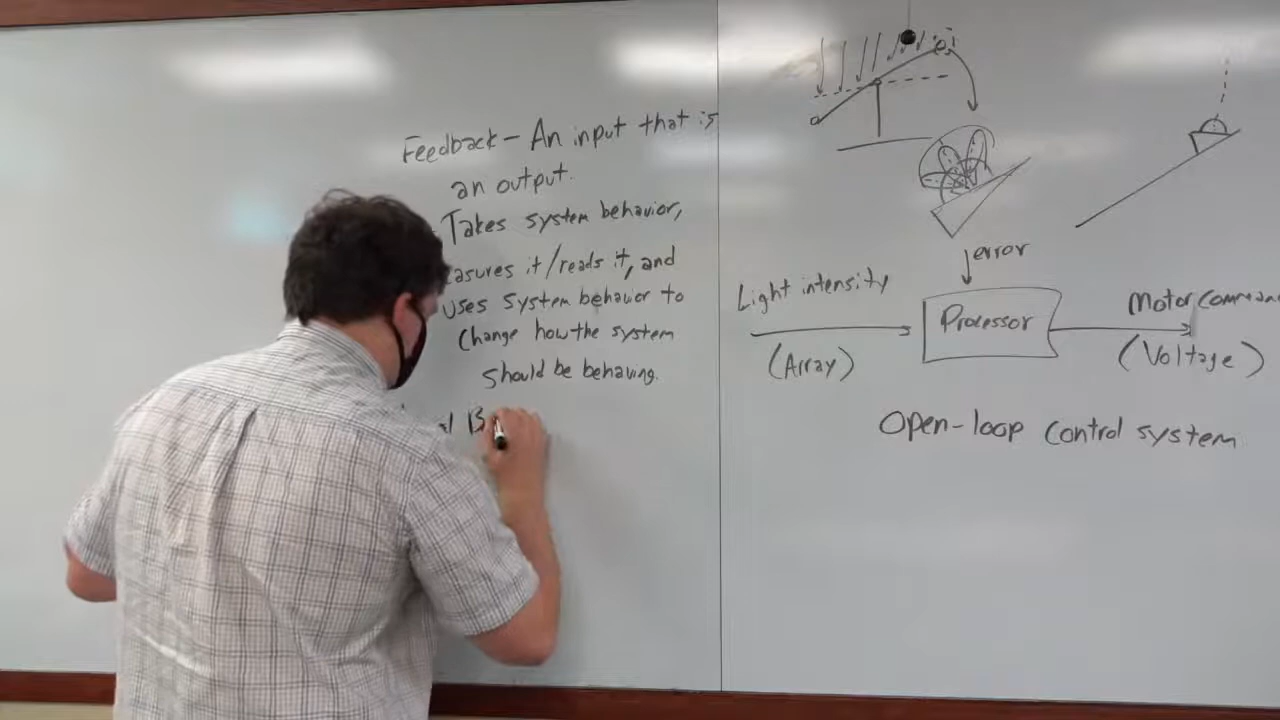 Feedback - An input that is
an output.
Takes system behavior,
it/reads it, and
uses system behavior to
change how the system
should be behaving.
B
error
Light intensity
(Array)
Processor
Motor
(Voltage)
Open-loop control system